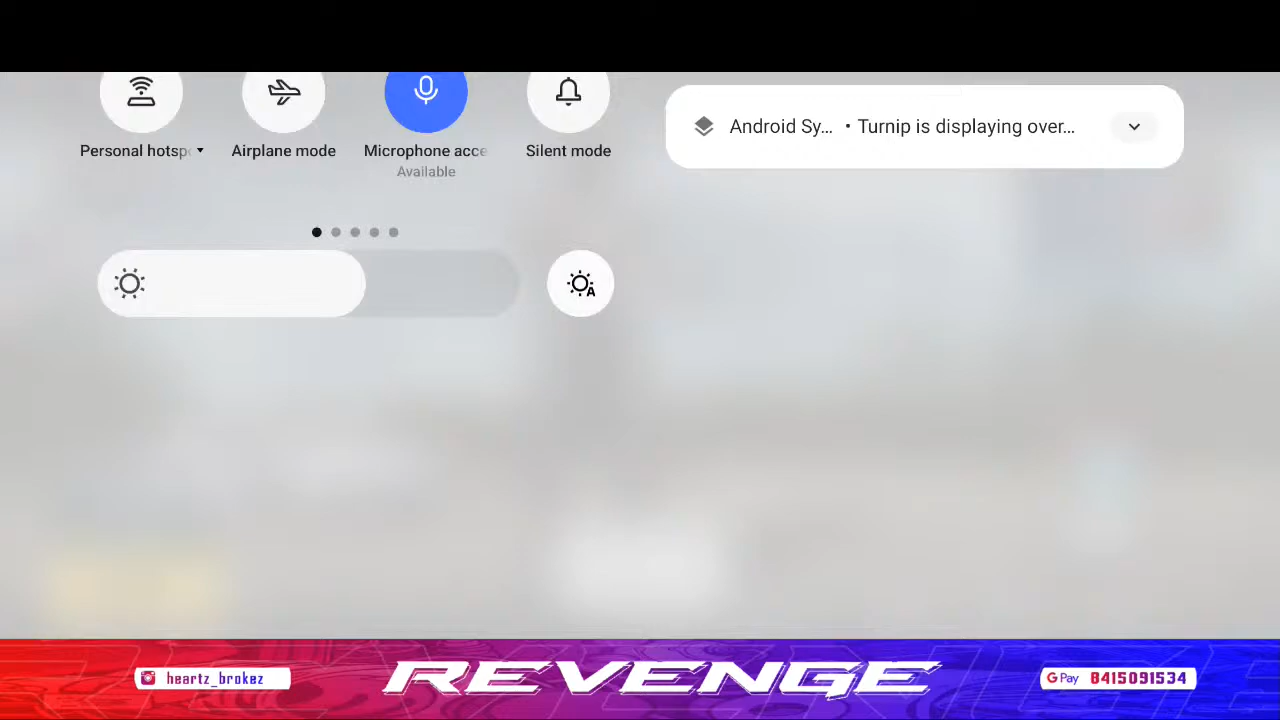 Personal hotsp
Airplane mode
Microphone acce
Silent mode
Available
Android Sy... • Turnip is displaying over...
A
heartz_brokez
REVENGE
G Pay 8415091534